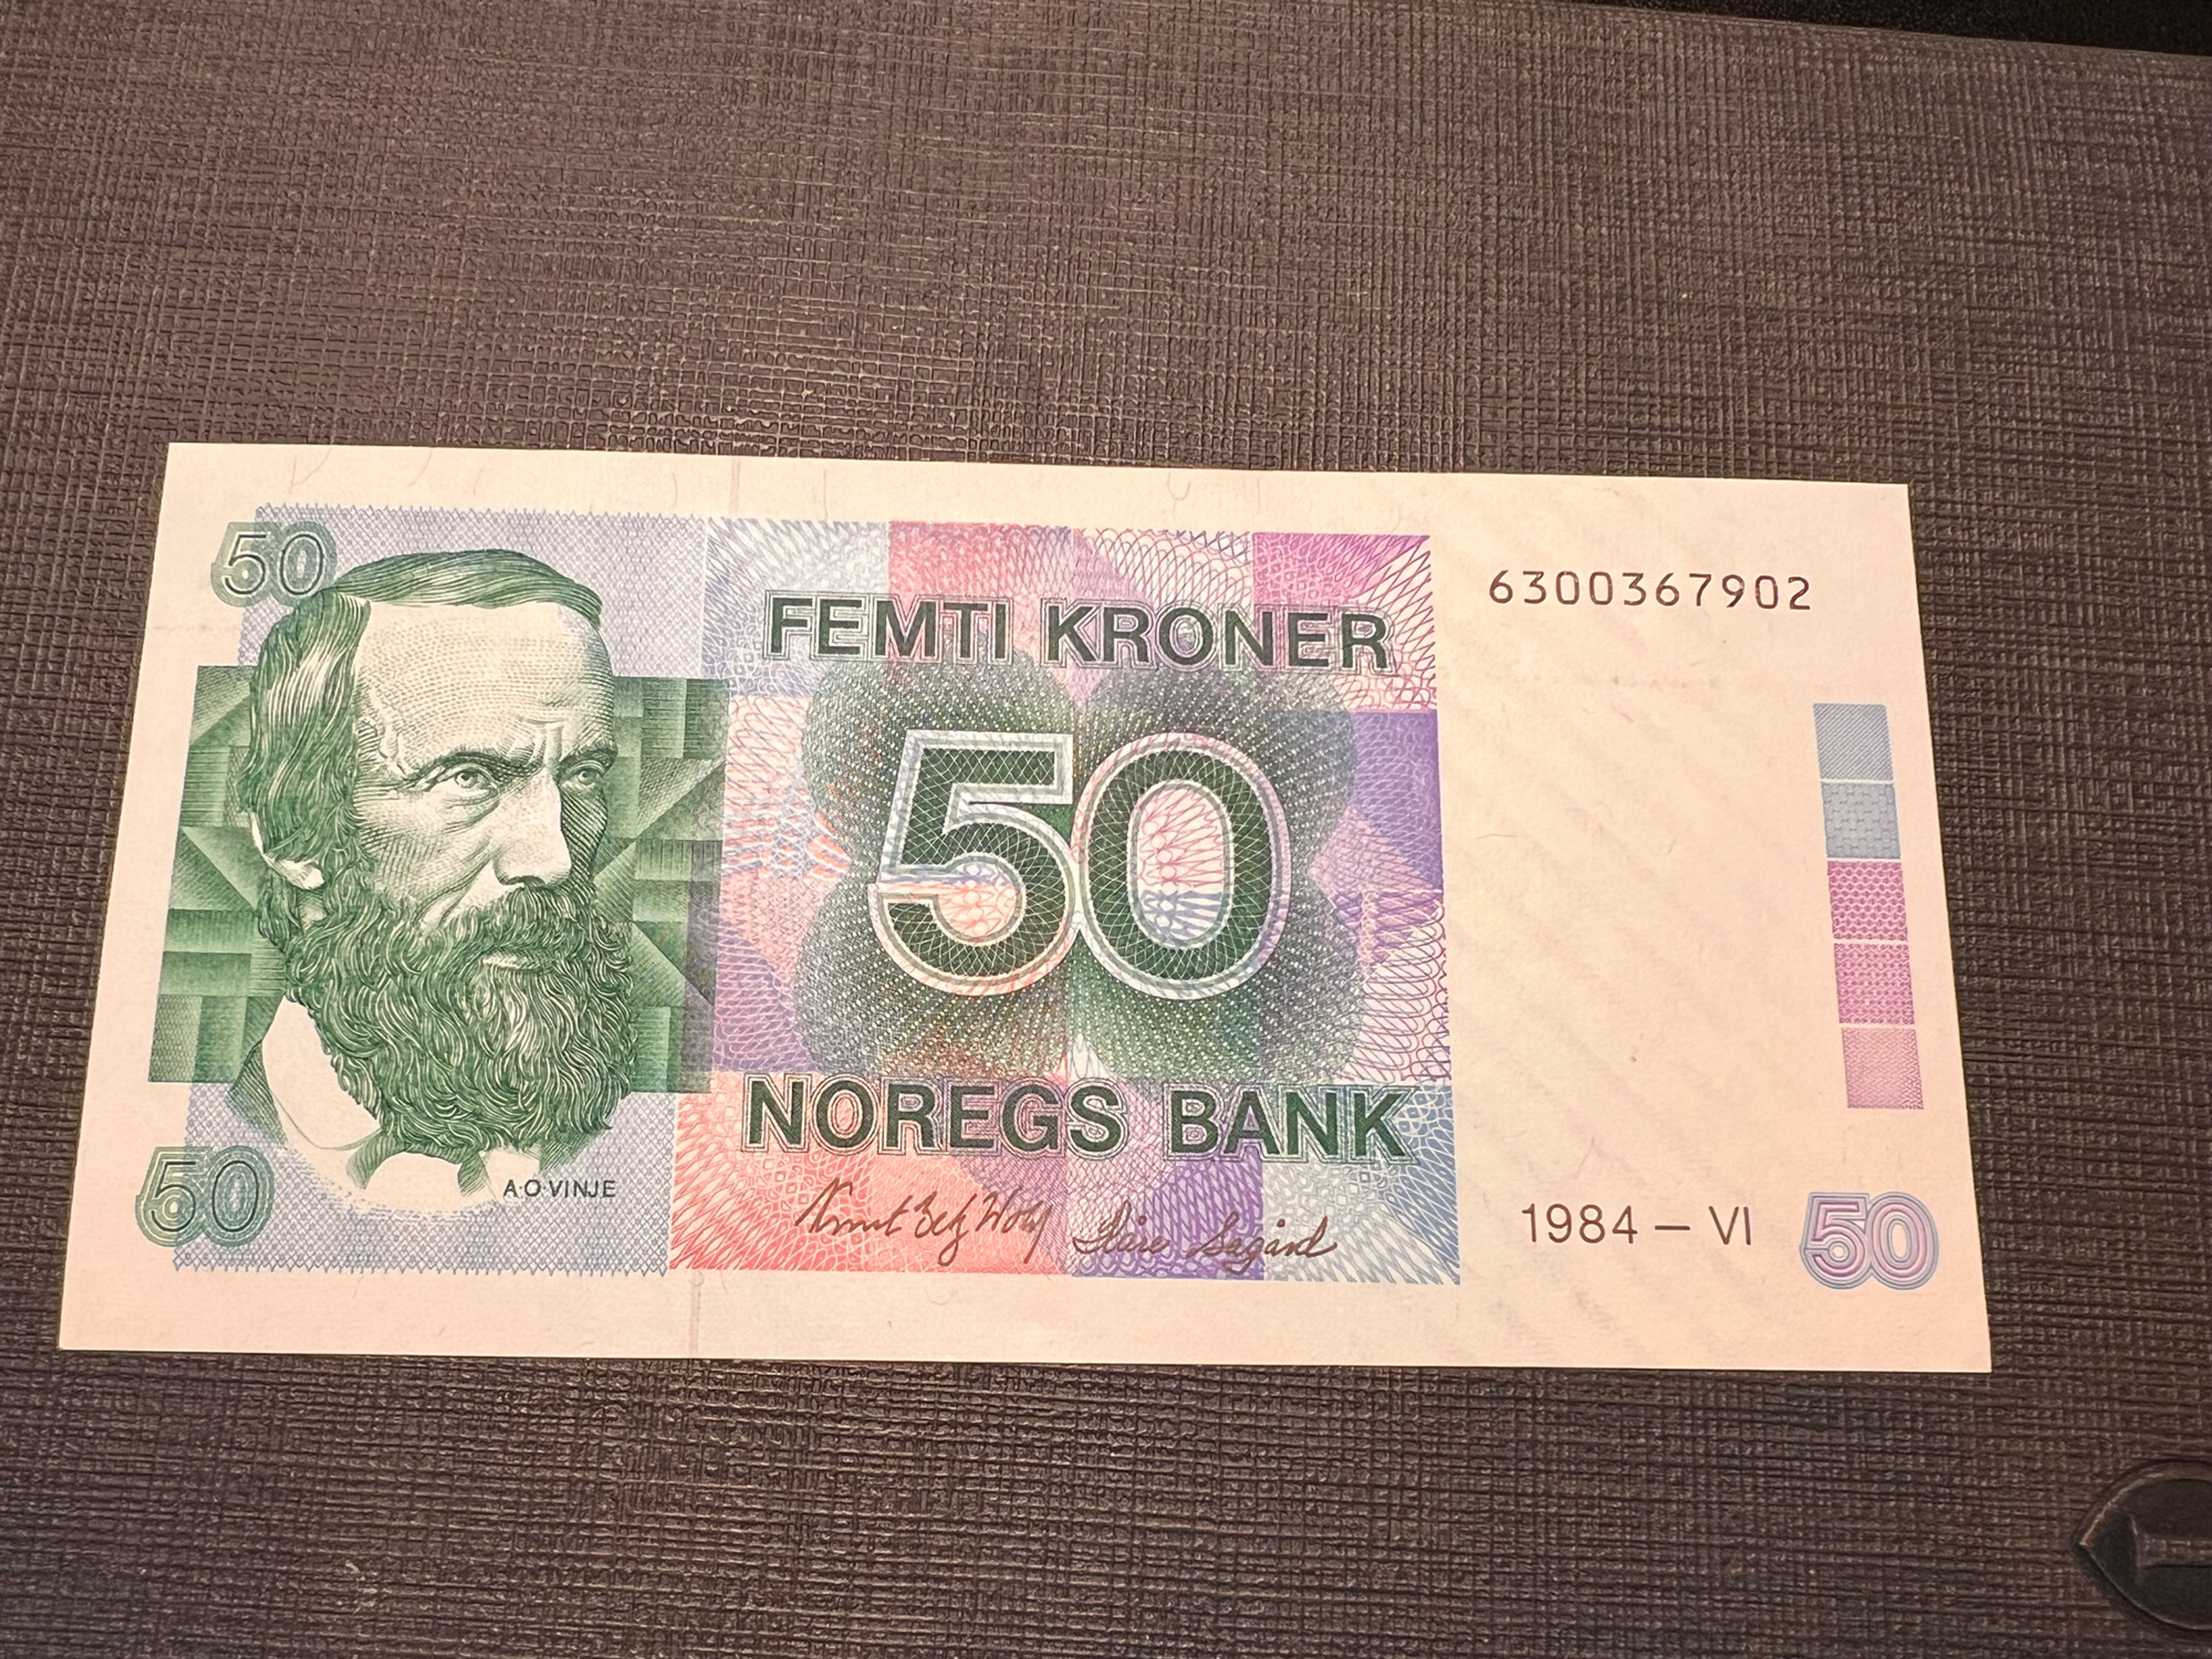 50
6300367902
FEMTI KRONER
50
NOREGS BANK
A·O VINJE
50
1984 – VI
50